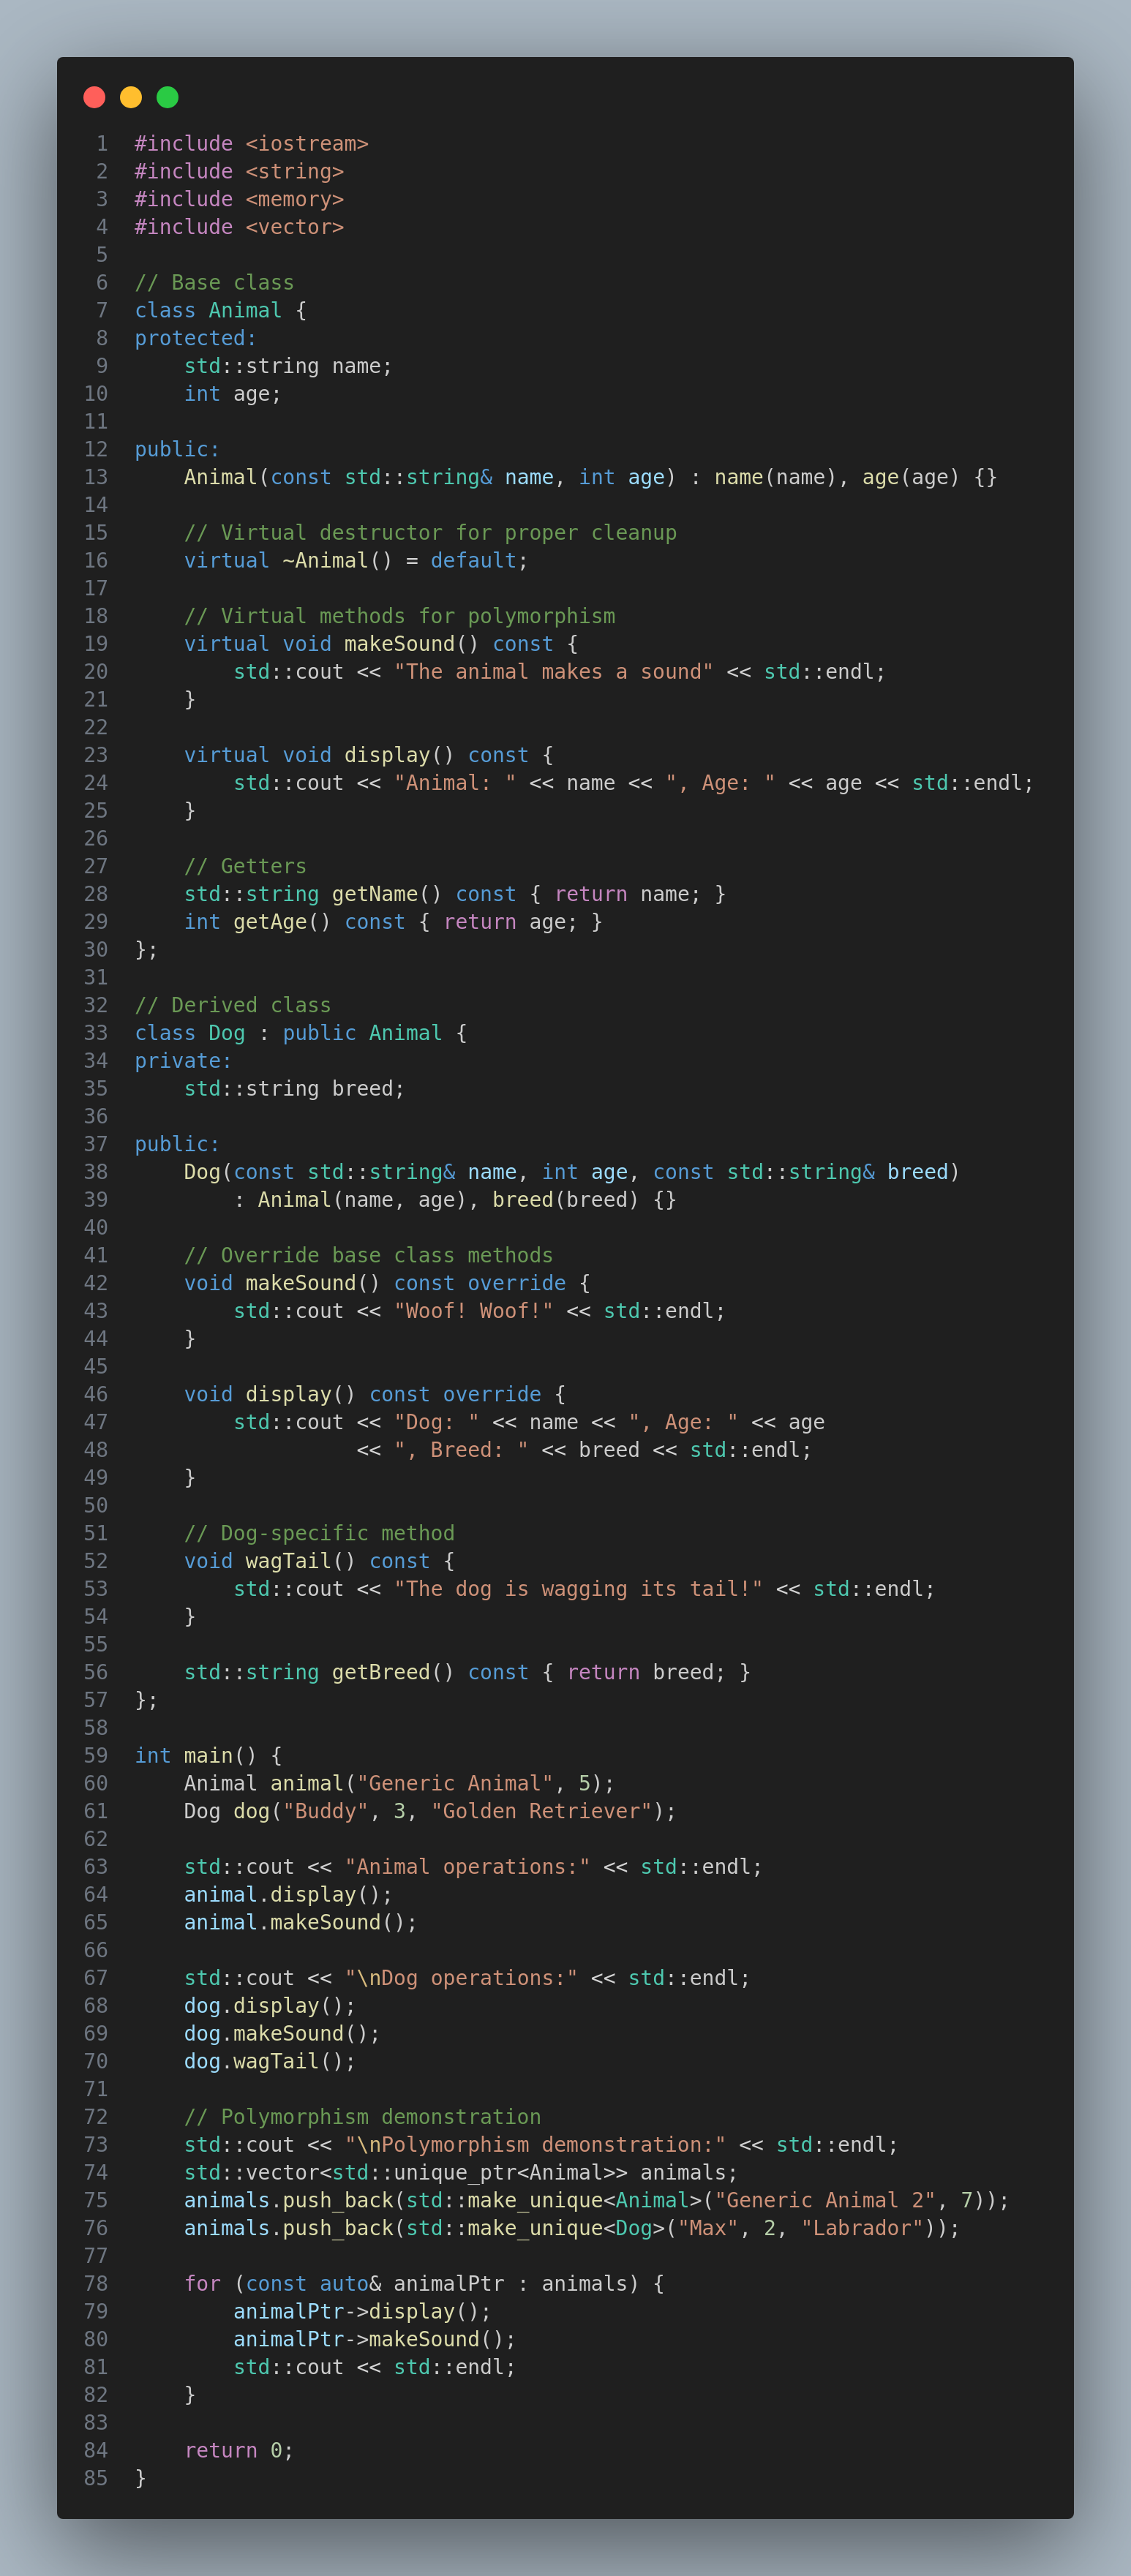 1 #include <iostream>
2 #include <string>
3 #include <memory>
4 #include <vector>
5
6 // Base class
7 class Animal {
8 protected:
9     std::string name;
10     int age;
11
12 public:
13     Animal(const std::string& name, int age) : name(name), age(age) {}
14
15     // Virtual destructor for proper cleanup
16     virtual ~Animal() = default;
17
18     // Virtual methods for polymorphism
19     virtual void makeSound() const {
20         std::cout << "The animal makes a sound" << std::endl;
21     }
22
23     virtual void display() const {
24         std::cout << "Animal: " << name << ", Age: " << age << std::endl;
25     }
26
27     // Getters
28     std::string getName() const { return name; }
29     int getAge() const { return age; }
30 };
31
32 // Derived class
33 class Dog : public Animal {
34 private:
35     std::string breed;
36
37 public:
38     Dog(const std::string& name, int age, const std::string& breed)
39         : Animal(name, age), breed(breed) {}
40
41     // Override base class methods
42     void makeSound() const override {
43         std::cout << "Woof! Woof!" << std::endl;
44     }
45
46     void display() const override {
47         std::cout << "Dog: " << name << ", Age: " << age
48                   << ", Breed: " << breed << std::endl;
49     }
50
51     // Dog-specific method
52     void wagTail() const {
53         std::cout << "The dog is wagging its tail!" << std::endl;
54     }
55
56     std::string getBreed() const { return breed; }
57 };
58
59 int main() {
60     Animal animal("Generic Animal", 5);
61     Dog dog("Buddy", 3, "Golden Retriever");
62
63     std::cout << "Animal operations:" << std::endl;
64     animal.display();
65     animal.makeSound();
66
67     std::cout << "\nDog operations:" << std::endl;
68     dog.display();
69     dog.makeSound();
70     dog.wagTail();
71
72     // Polymorphism demonstration
73     std::cout << "\nPolymorphism demonstration:" << std::endl;
74     std::vector<std::unique_ptr<Animal>> animals;
75     animals.push_back(std::make_unique<Animal>("Generic Animal 2", 7));
76     animals.push_back(std::make_unique<Dog>("Max", 2, "Labrador"));
77
78     for (const auto& animalPtr : animals) {
79         animalPtr->display();
80         animalPtr->makeSound();
81         std::cout << std::endl;
82     }
83
84     return 0;
85 }